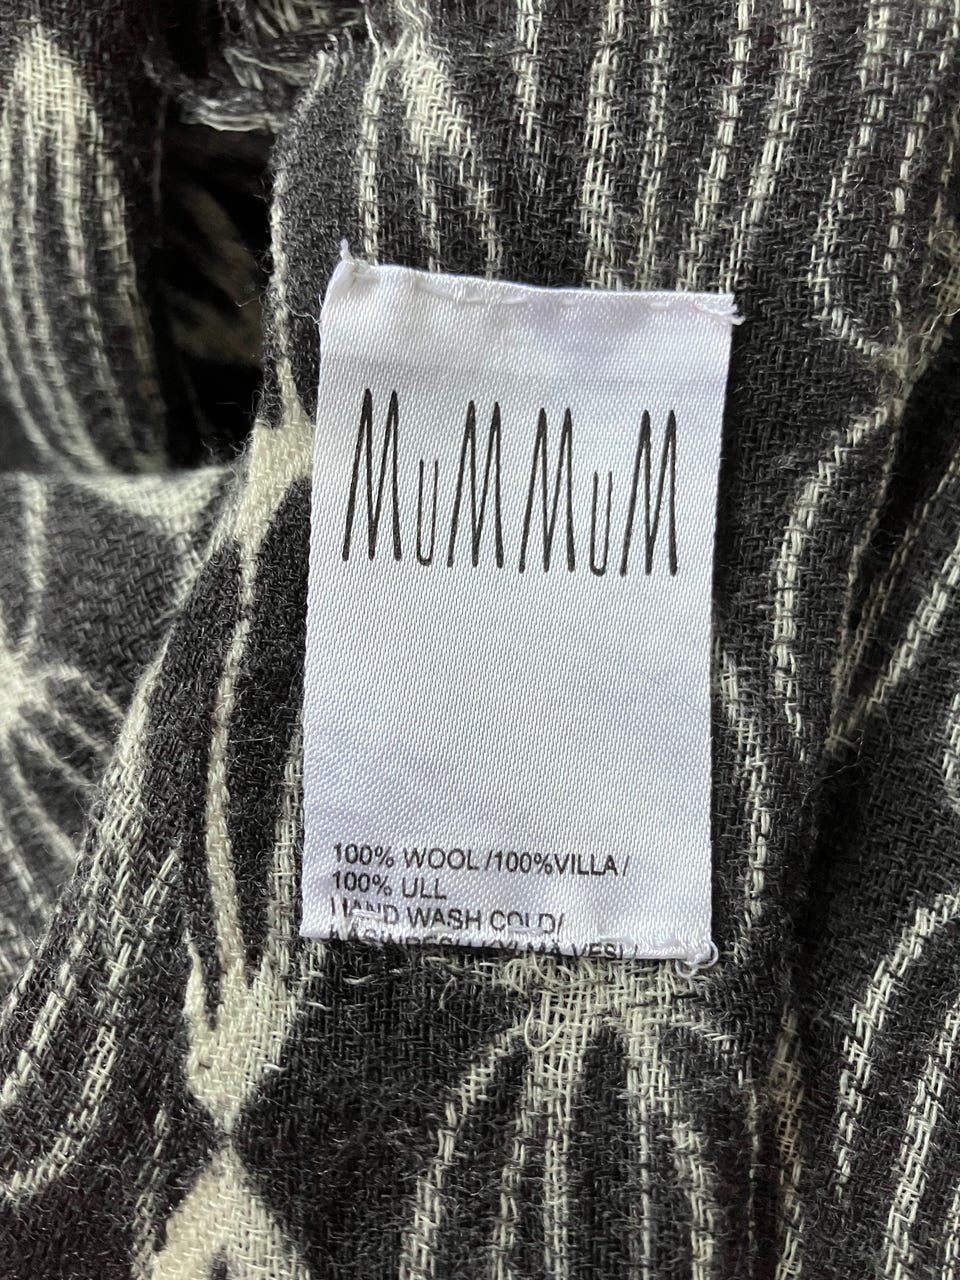 MuMMuM
100% WOOL /100%VILLA /
100% ULL
HAND WASH COLD/